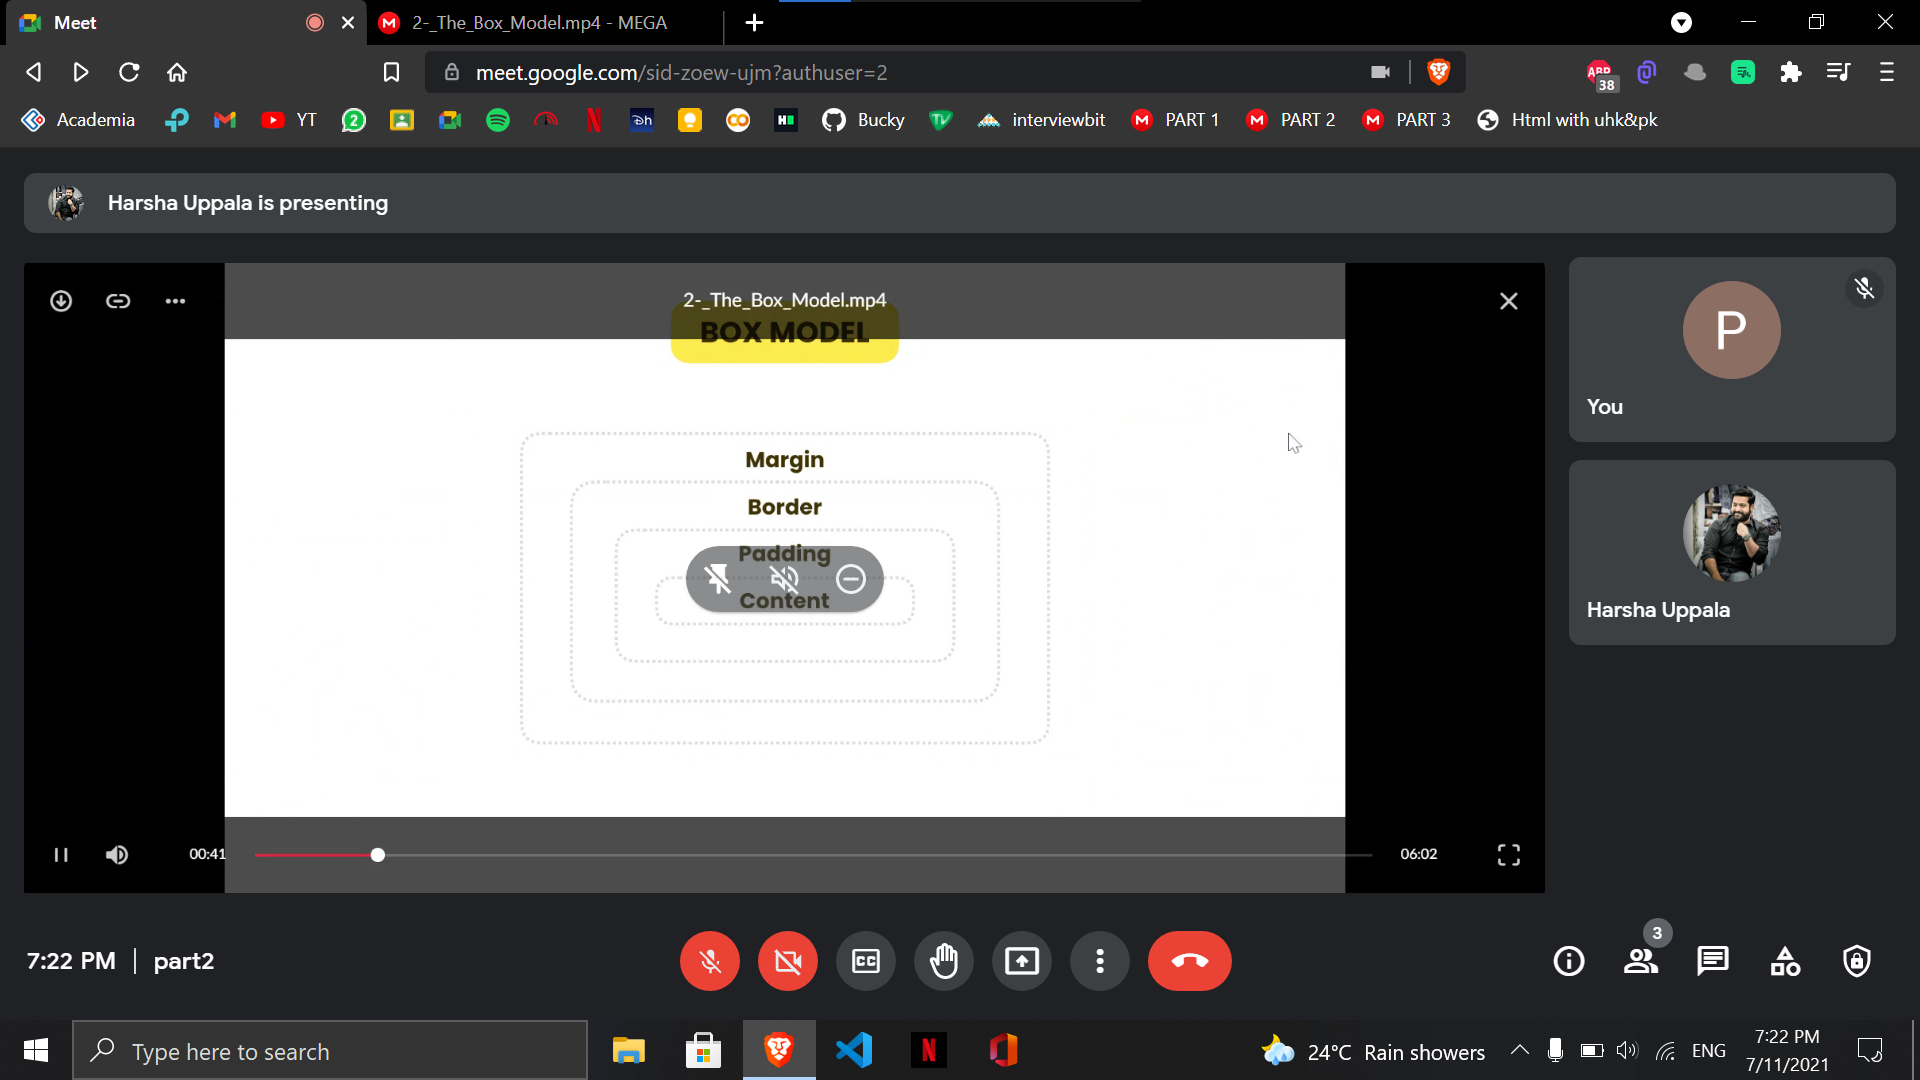 Meet
2-_The_Box_Model.mp4 - MEGA
meet.google.com/sid-zoew-ujm?authuser=2
ABP
38
Academia
YT
2
Bucky
interviewbit
PART 1
PART 2
PART 3
Html with uhk&pk
Harsha Uppala is presenting
2-_The_Box_Model.mp4
BOX MODEL
Margin
Border
Padding
Content
P
You
Harsha Uppala
00:41
06:02
7:22 PM | part2
CC
3
Type here to search
24°C Rain showers
ENG
7:22 PM
7/11/2021